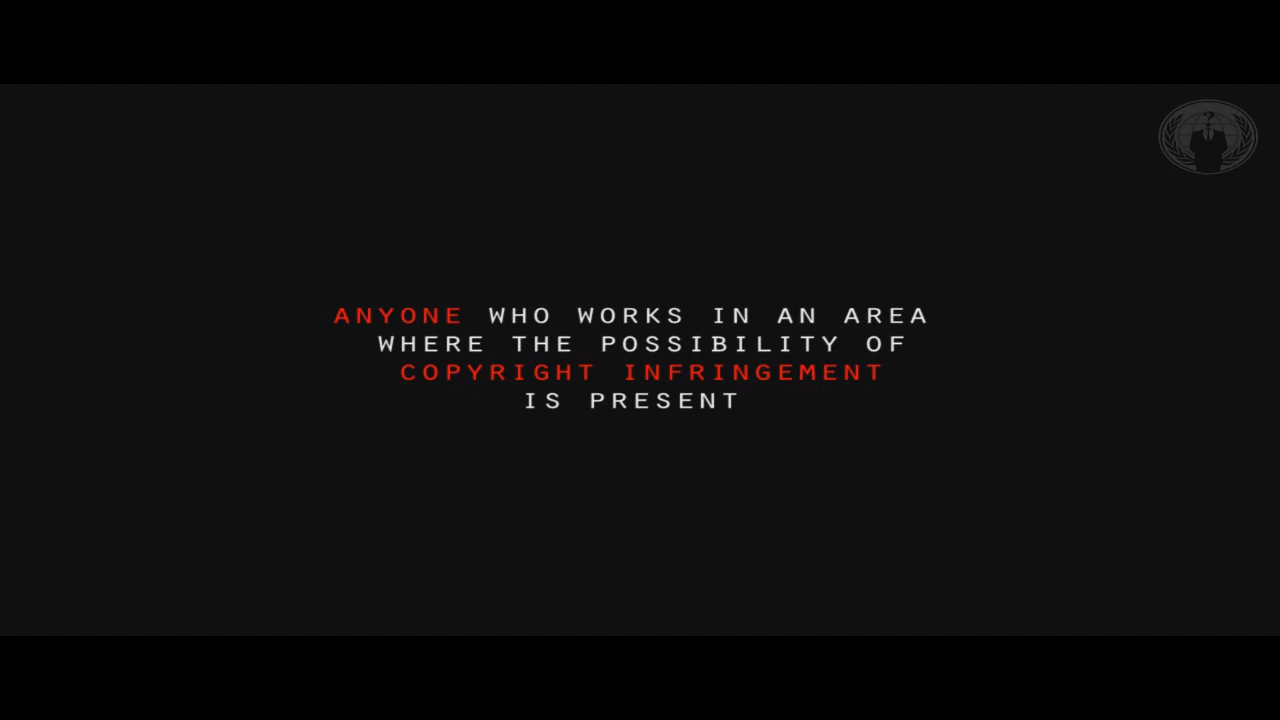 ANYONE WHO WORKS IN AN AREA
WHERE THE POSSIBILITY OF
COPYRIGHT INFRINGEMENT
IS PRESENT